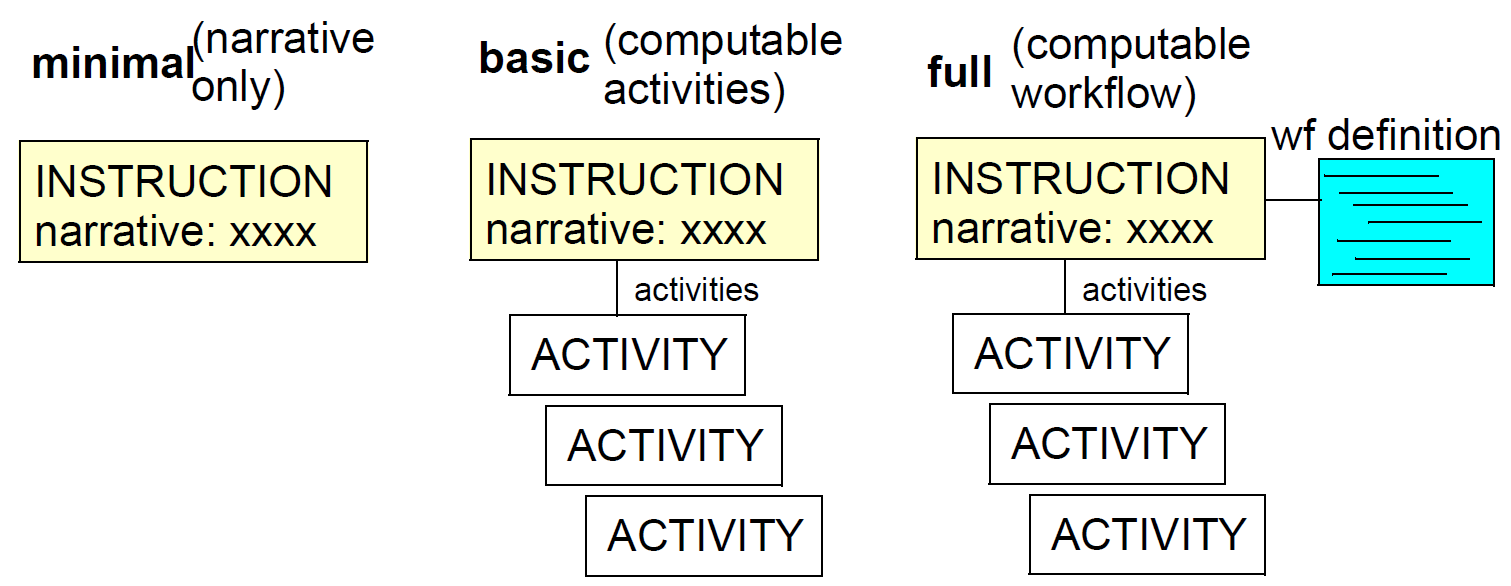 minimal (narrative
only)
INSTRUCTION
narrative: xxxx
basic (computable
activities)
INSTRUCTION
narrative: xxxx
activities
ACTIVITY
ACTIVITY
ACTIVITY
full (computable
workflow)
wf definition
INSTRUCTION
narrative: xxxx
activities
ACTIVITY
ACTIVITY
ACTIVITY